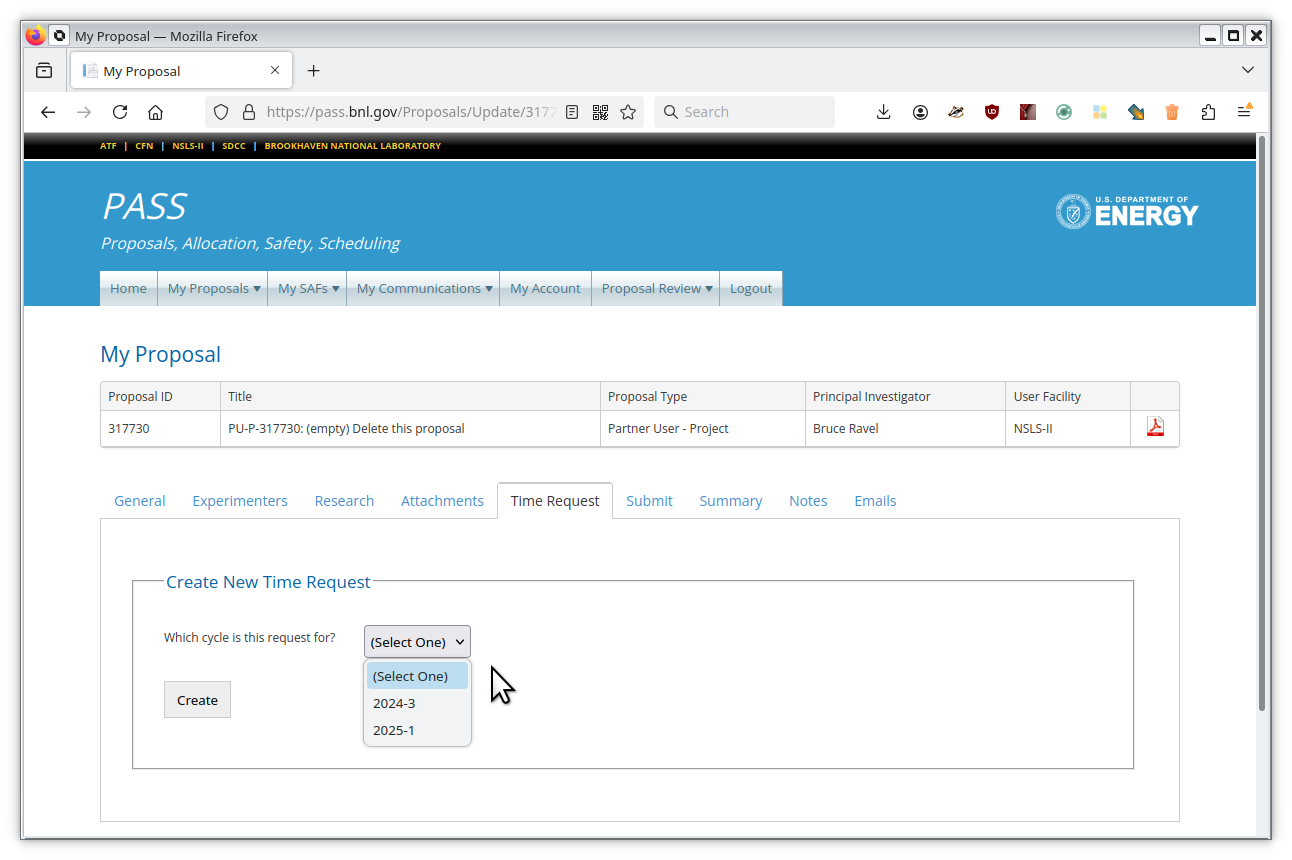 My Proposal — Mozilla Firefox
My Proposal
https://pass.bnl.gov/Proposals/Update/3177
Search
ATF | CFN | NSLS-II | SDCC | BROOKHAVEN NATIONAL LABORATORY
PASS
Proposals, Allocation, Safety, Scheduling
U.S. DEPARTMENT OF
ENERGY
Home My Proposals My SAFs My Communications My Account Proposal Review Logout
My Proposal
Proposal ID Title Proposal Type Principal Investigator User Facility
317730 PU-P-317730: (empty) Delete this proposal Partner User - Project Bruce Ravel NSLS-II
General Experimenters Research Attachments Time Request Submit Summary Notes Emails
Create New Time Request
Which cycle is this request for? (Select One)
(Select One)
2024-3
2025-1
Create